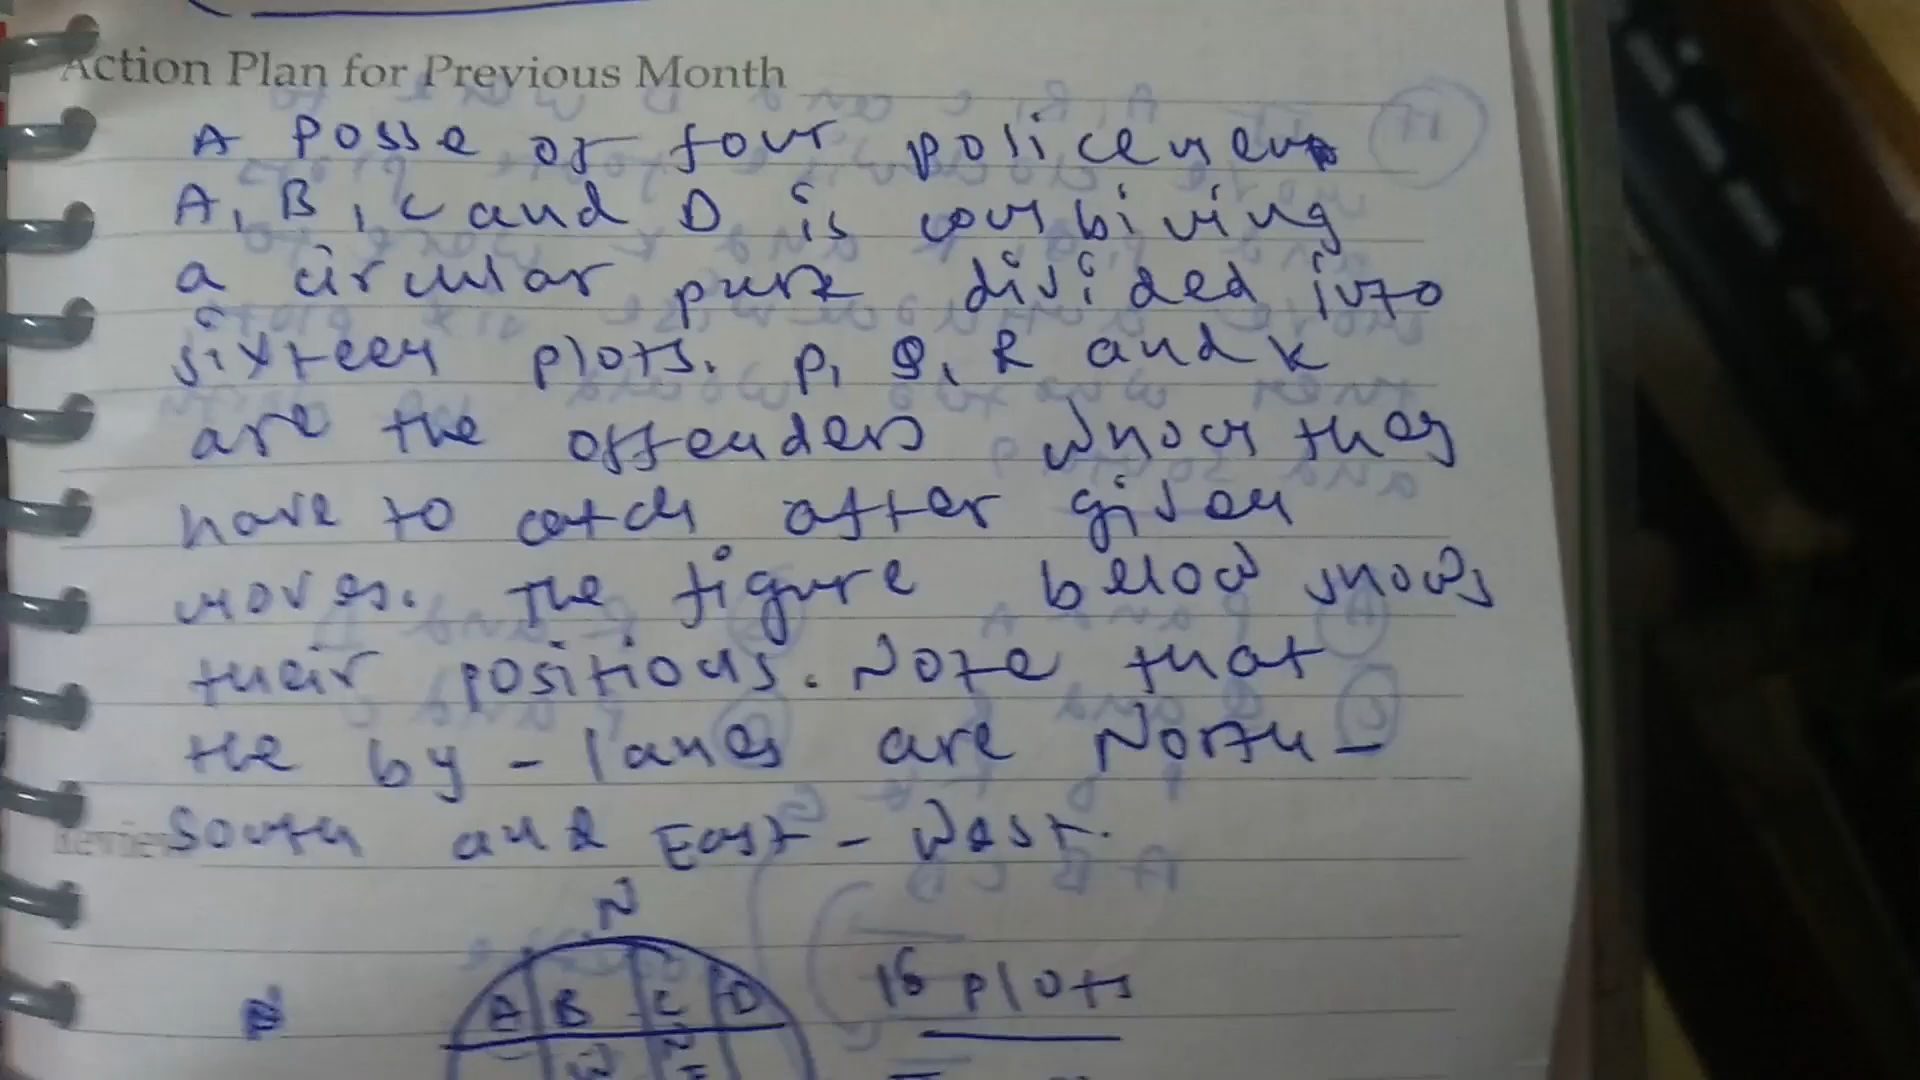 Action Plan for Previous Month
A posse of four policemen
A, B, C and D is combining
a circular park divided into
sixteen plots. P, Q, R and K
are the offenders whom they
have to catch after given
moves. The figure below shows
their positions. Note that
the by-lanes are North-
South and East-West.
N
A B C D
16 plots